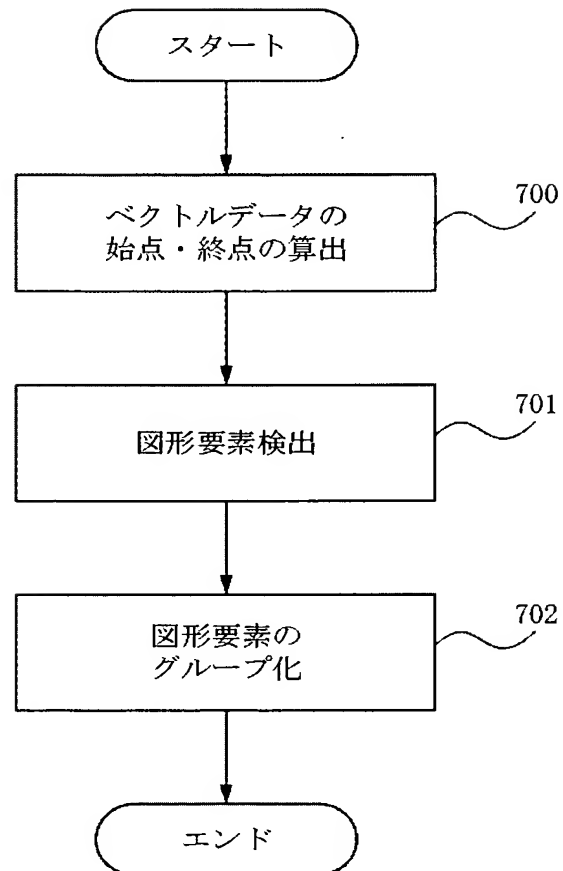 スタート
ベクトルデータの
始点・終点の算出
700
図形要素検出
701
図形要素の
グループ化
702
エンド